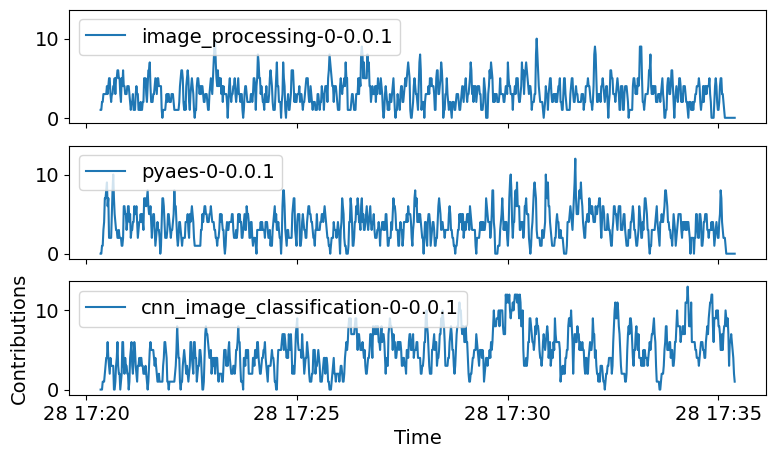 10
0
image_processing-0-0.0.1
10
0
pyaes-0-0.0.1
Contributions
10
0
cnn_image_classification-0-0.0.1
28 17:20 28 17:25 28 17:30 28 17:35
Time